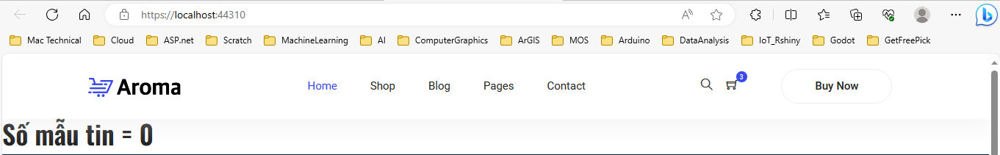 https://localhost:44310
Mac Technical Cloud ASP.net Scratch MachineLearning AI ComputerGraphics ArGIS MOS Arduino DataAnalysis IoT_Rshiny Godot GetFreePick
Aroma Home Shop Blog Pages Contact 3 Buy Now
Số mẫu tin = 0